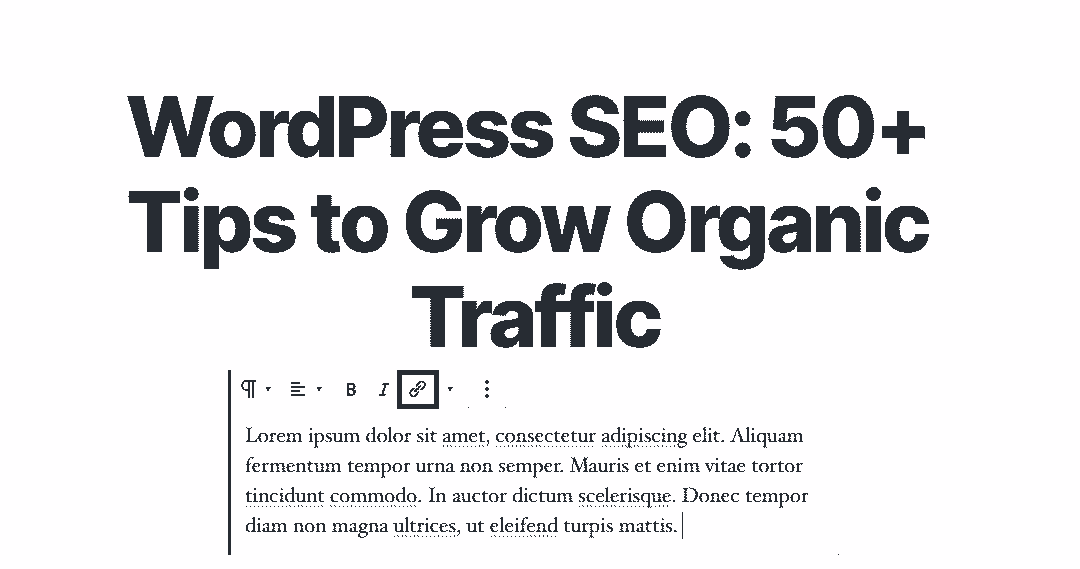 WordPress SEO: 50+
Tips to Grow Organic
Traffic
¶ B I
Lorem ipsum dolor sit amet, consectetur adipiscing elit. Aliquam
fermentum tempor urna non semper. Mauris et enim vitae tortor
tincidunt commodo. In auctor dictum scelerisque. Donec tempor
diam non magna ultrices, ut eleifend turpis mattis.